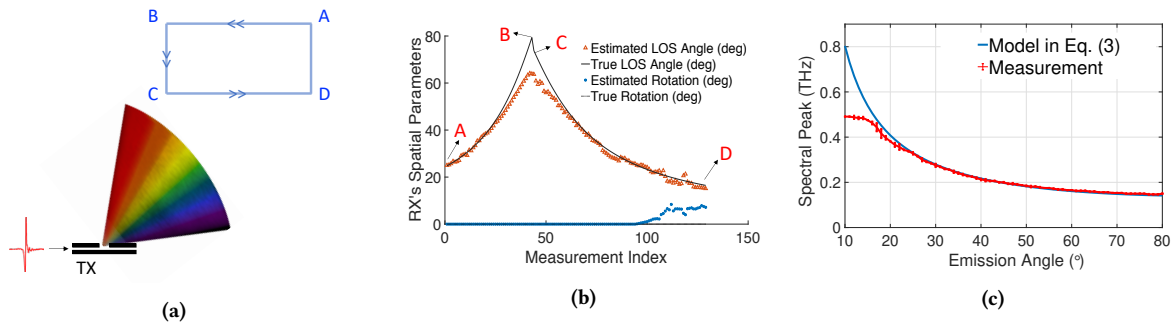 B
A
C
D
TX
(a)
RX's Spatial Parameters
80
60
40
20
0
0
50
100
150
Measurement Index
A
B
C
D
Estimated LOS Angle (deg)
True LOS Angle (deg)
Estimated Rotation (deg)
True Rotation (deg)
(b)
Spectral Peak (THz)
0.8
0.6
0.4
0.2
0
10
20
30
40
50
60
70
80
Emission Angle (°)
Model in Eq. (3)
Measurement
(c)